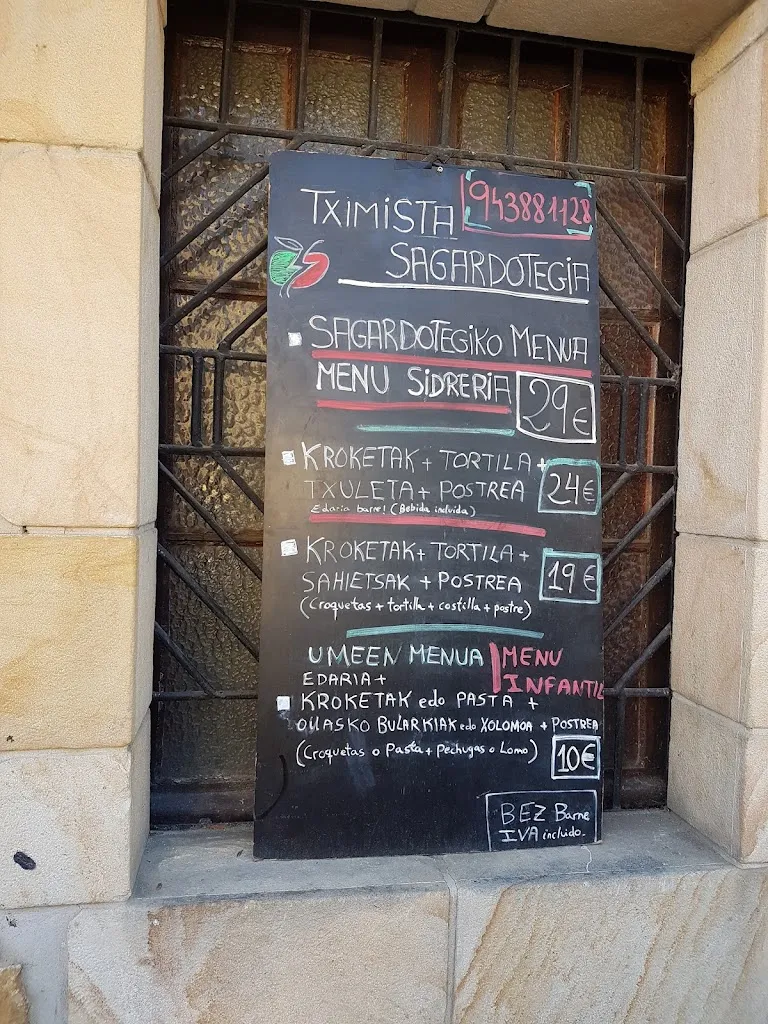 TXIMISTA 943881128
SAGARDOTEGIA
SAGARDOTEGIKO MENUA
MENU SIDRERIA 29€
KROKETAK + TORTILA +
TXULETA + POSTREA 24€
Edaria barne! (Bebida incluida)
KROKETAK + TORTILA +
SAHIETSAK + POSTREA 19€
(Croquetas + tortilla + costilla + postre)
UMEEN MENUA MENU
EDARIA + INFANTIL
KROKETAK edo PASTA +
OILASKO BULARKIAK edo XOLOMOA + POSTREA
(Croquetas o Pasta + Pechugas o Lomo) 10€
BEZ Barne
IVA incluido.